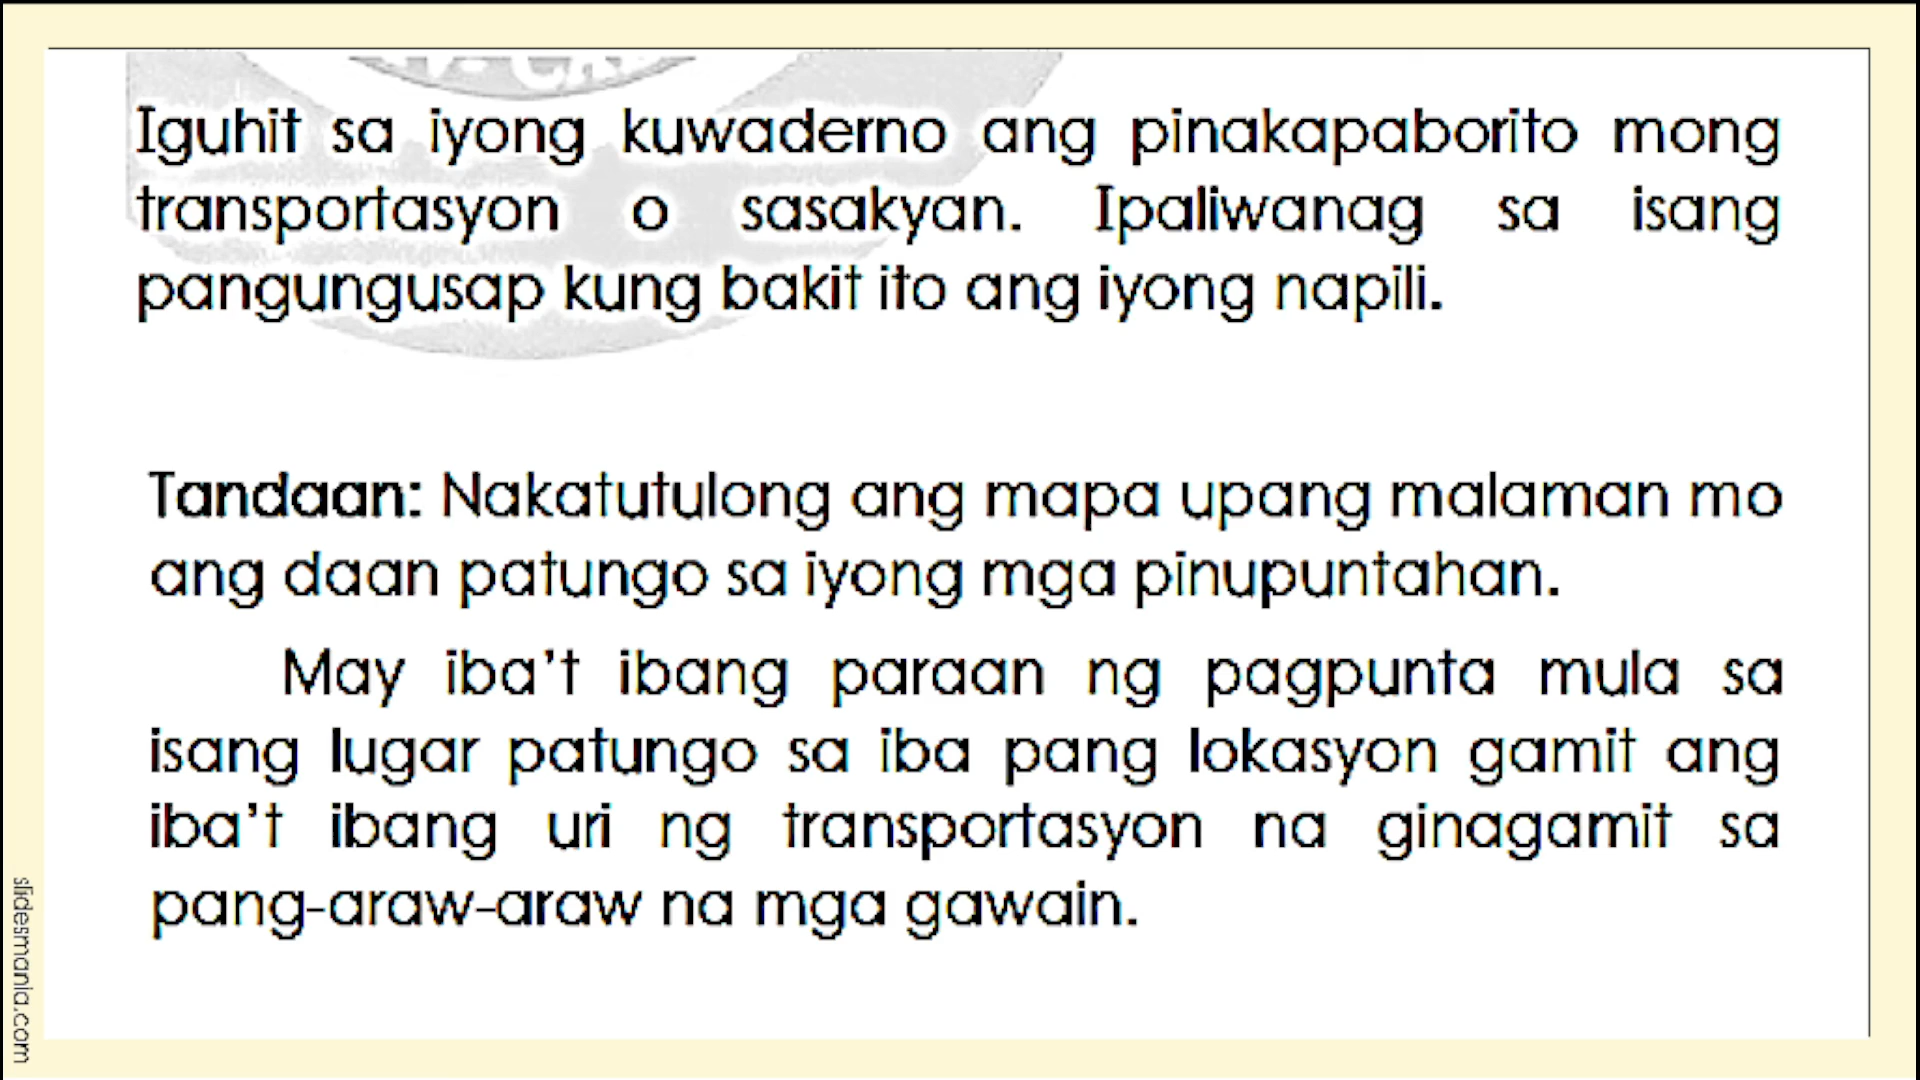 Iguhit sa iyong kuwaderno ang pinakapaborito mong
transportasyon o sasakyan. Ipaliwanag sa isang
pangungusap kung bakit ito ang iyong napili.
Tandaan: Nakatutulong ang mapa upang malaman mo
ang daan patungo sa iyong mga pinupuntahan.
May iba't ibang paraan ng pagpunta mula sa
isang lugar patungo sa iba pang lokasyon gamit ang
iba't ibang uri ng transportasyon na ginagamit sa
pang-araw-araw na mga gawain.
slidesmania.com